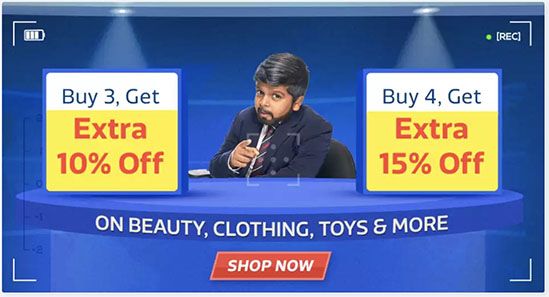 [REC]
Buy 3, Get
Extra
10% Off
Buy 4, Get
Extra
15% Off
ON BEAUTY, CLOTHING, TOYS & MORE
SHOP NOW